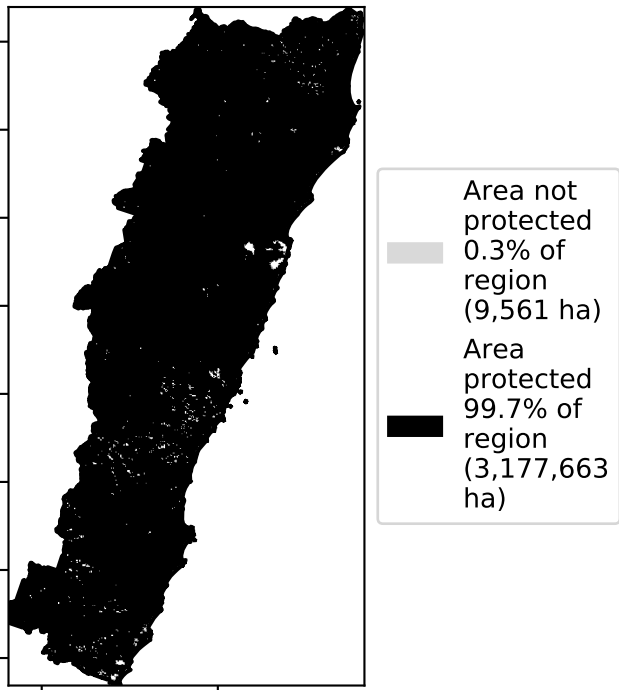 Area not
protected
0.3% of
region
(9,561 ha)
Area
protected
99.7% of
region
(3,177,663
ha)